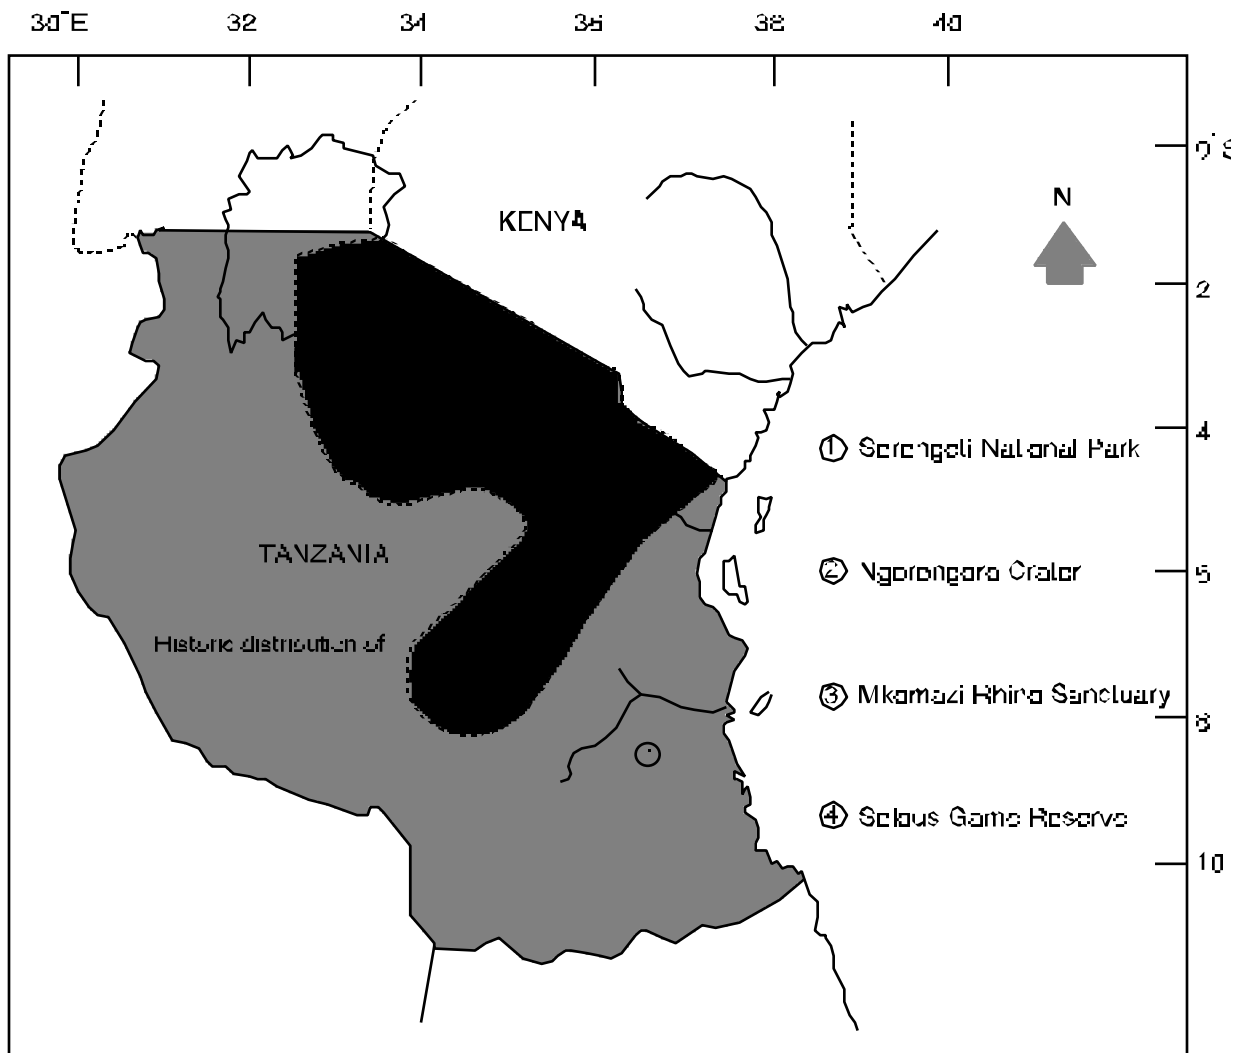 30°E 32 34 36 38 40
0°
KENYA
N
2
4
1 Serengeti National Park
TANZANIA
2 Ngorongoro Crater
6
Historic distribution of
3 Mkomazi Rhino Sanctuary
8
4 Selous Game Reserve
10